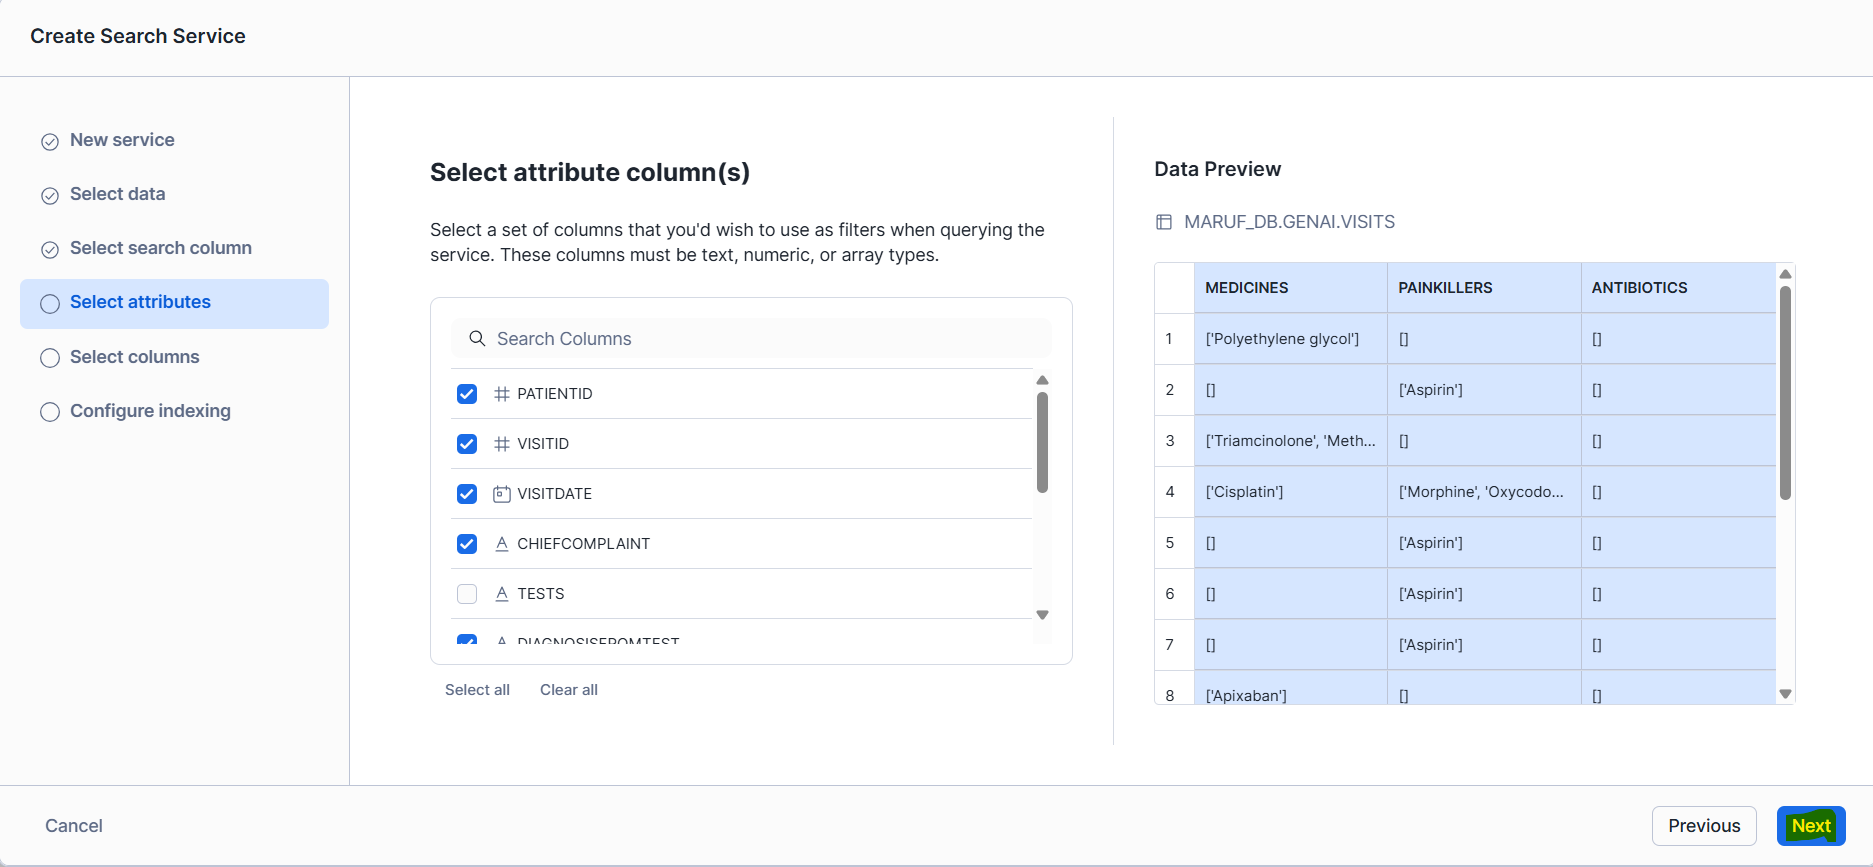 Create Search Service
New service
Select data
Select search column
Select attributes
Select columns
Configure indexing
Select attribute column(s)
Select a set of columns that you'd wish to use as filters when querying the
service. These columns must be text, numeric, or array types.
Search Columns
PATIENTID
VISITID
VISITDATE
CHIEFCOMPLAINT
TESTS
DIAGNOSISFROMTEST
Select all Clear all
Data Preview
MARUF_DB.GENAI.VISITS
MEDICINES PAINKILLERS ANTIBIOTICS
1 ['Polyethylene glycol'] [] []
2 [] ['Aspirin'] []
3 ['Triamcinolone', 'Meth... [] []
4 ['Cisplatin'] ['Morphine', 'Oxycodo... []
5 [] ['Aspirin'] []
6 [] ['Aspirin'] []
7 [] ['Aspirin'] []
8 ['Apixaban'] [] []
Cancel Previous Next